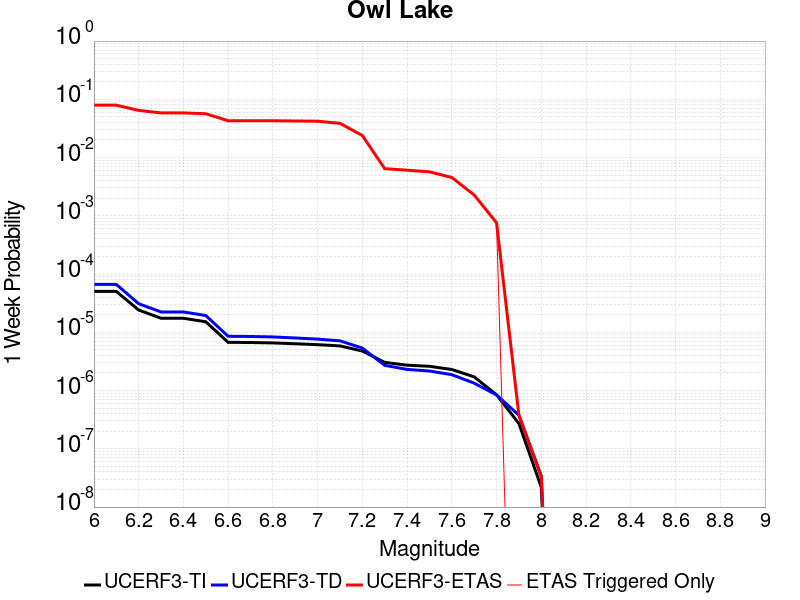 Owl Lake
10^0
10^-1
10^-2
10^-3
10^-4
10^-5
10^-6
10^-7
10^-8
1 Week Probability
6 6.2 6.4 6.6 6.8 7 7.2 7.4 7.6 7.8 8 8.2 8.4 8.6 8.8 9
Magnitude
UCERF3-TI UCERF3-TD UCERF3-ETAS ETAS Triggered Only